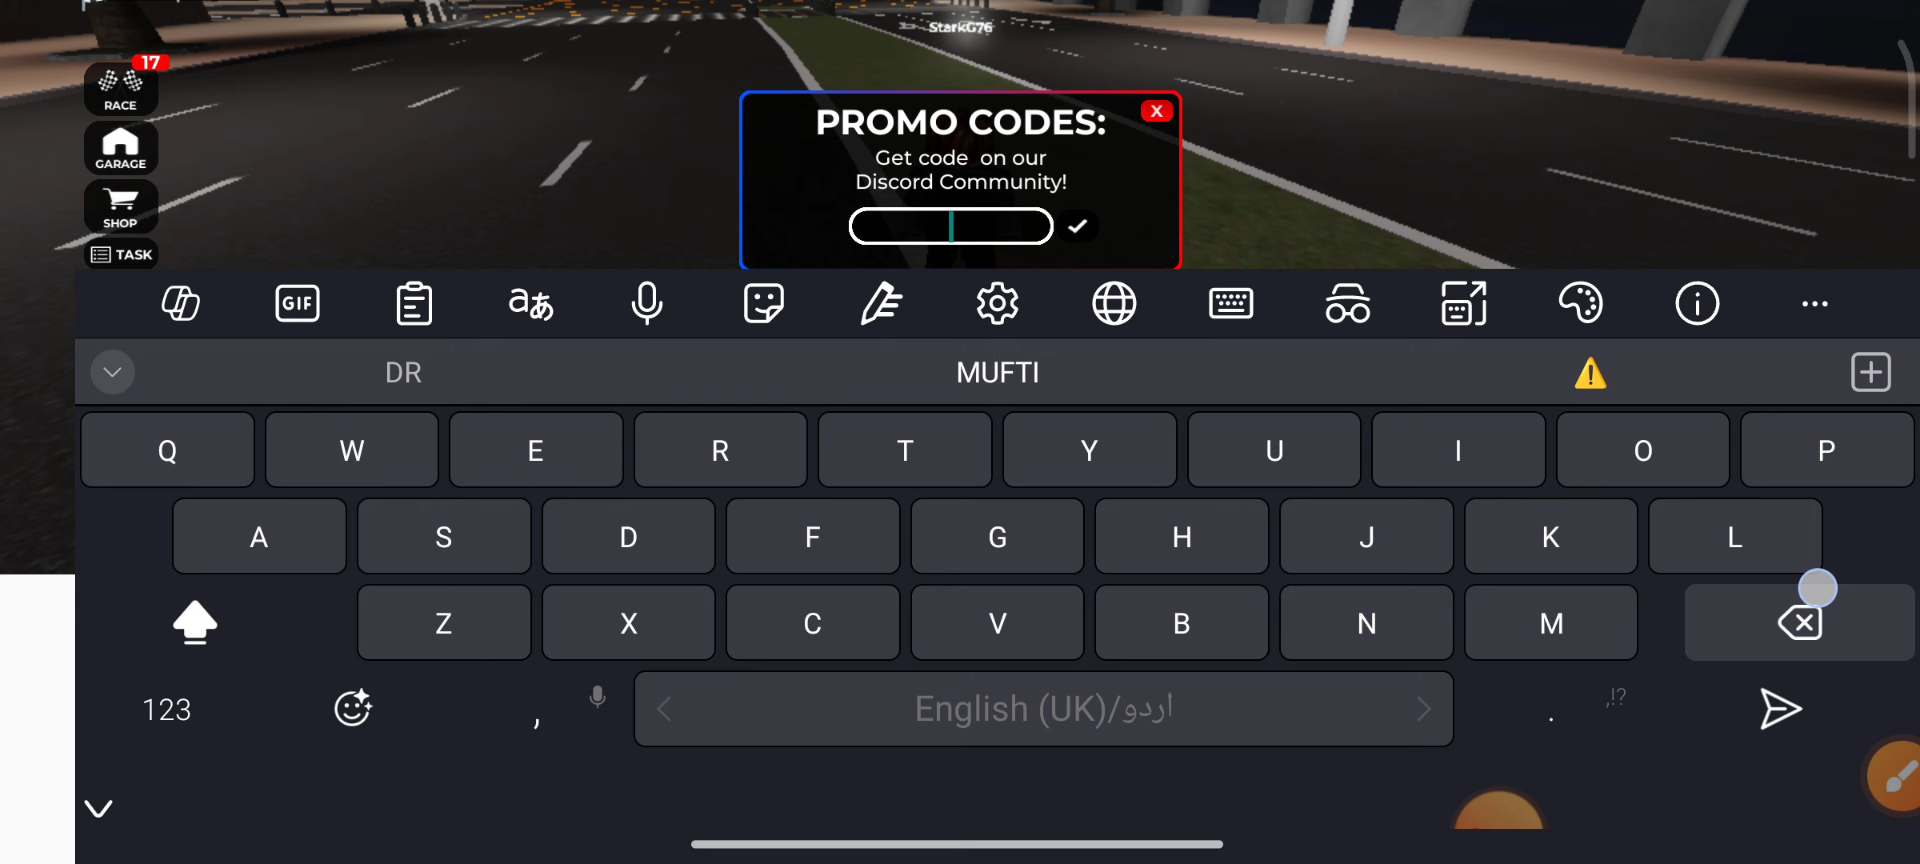 StarkG76
17
RACE
GARAGE
SHOP
TASK
PROMO CODES:
X
Get code on our
Discord Community!
GIF
aあ
DR
MUFTI
Q W E R T Y U I O P
A S D F G H J K L
Z X C V B N M
123
,
English (UK)/اردو
.
,!?